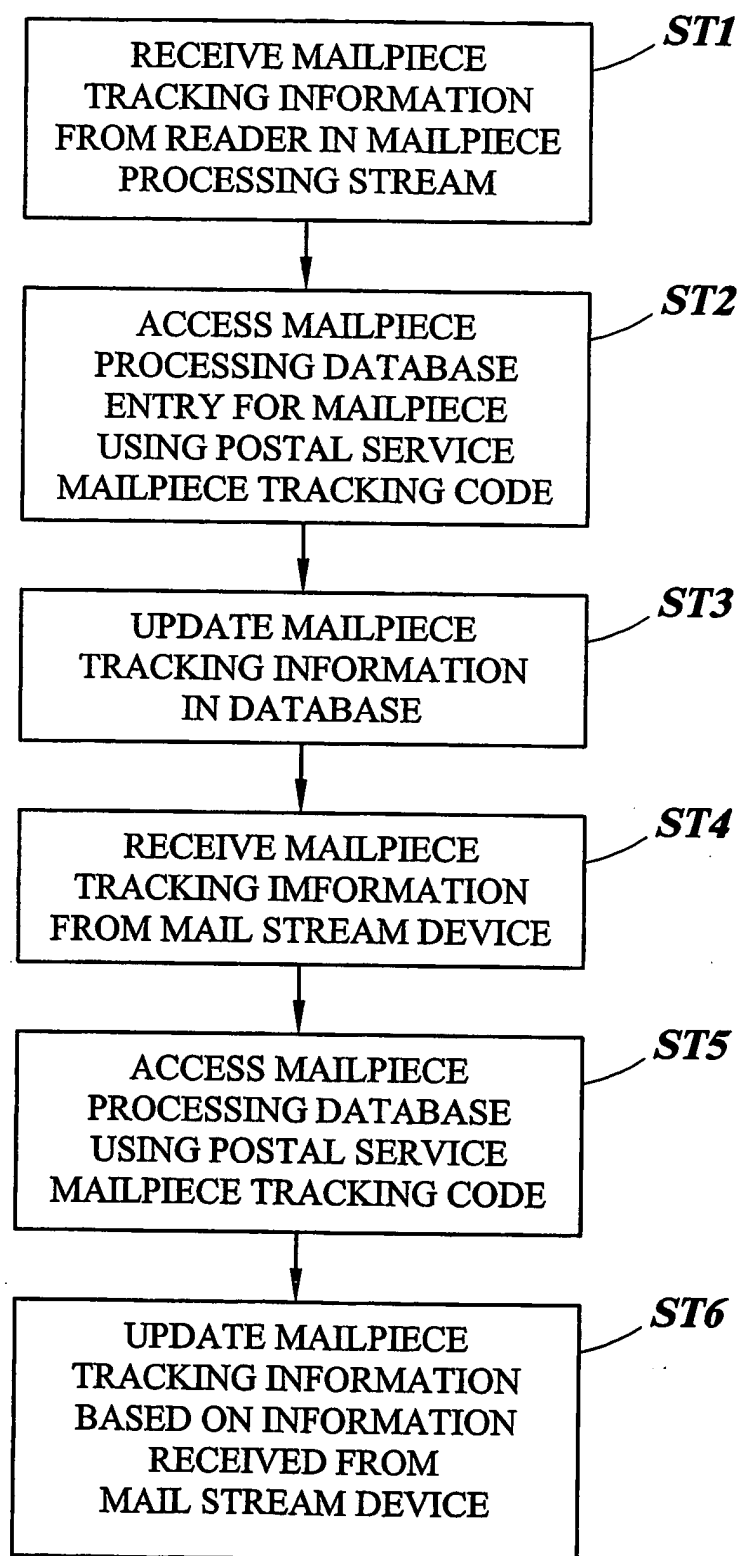 ST1
RECEIVE MAILPIECE
TRACKING INFORMATION
FROM READER IN MAILPIECE
PROCESSING STREAM
ST2
ACCESS MAILPIECE
PROCESSING DATABASE
ENTRY FOR MAILPIECE
USING POSTAL SERVICE
MAILPIECE TRACKING CODE
ST3
UPDATE MAILPIECE
TRACKING INFORMATION
IN DATABASE
ST4
RECEIVE MAILPIECE
TRACKING IMFORMATION
FROM MAIL STREAM DEVICE
ST5
ACCESS MAILPIECE
PROCESSING DATABASE
USING POSTAL SERVICE
MAILPIECE TRACKING CODE
ST6
UPDATE MAILPIECE
TRACKING INFORMATION
BASED ON INFORMATION
RECEIVED FROM
MAIL STREAM DEVICE